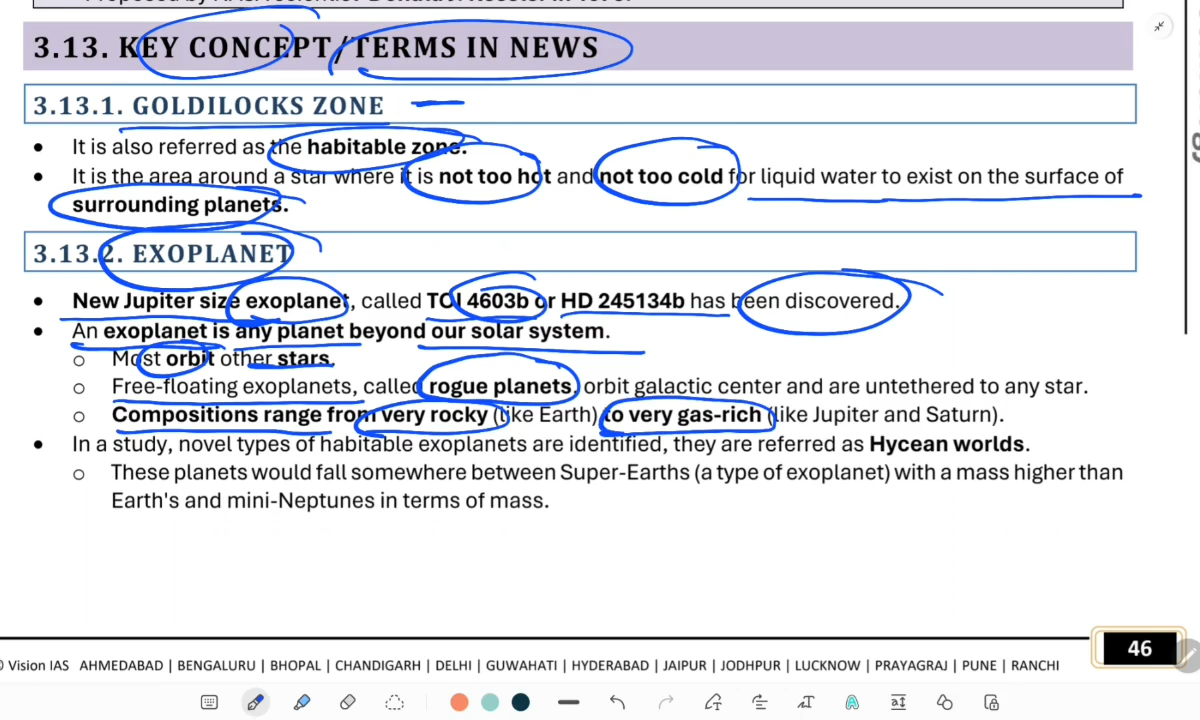 3.13. KEY CONCEPT/TERMS IN NEWS
3.13.1. GOLDILOCKS ZONE
• It is also referred as the habitable zone.
• It is the area around a star where it is not too hot and not too cold for liquid water to exist on the surface of
surrounding planets.
3.13.2. EXOPLANET
• New Jupiter size exoplanet, called TOI 4603b or HD 245134b has been discovered.
• An exoplanet is any planet beyond our solar system.
o Most orbit other stars.
o Free-floating exoplanets, called rogue planets, orbit galactic center and are untethered to any star.
o Compositions range from very rocky (like Earth) to very gas-rich (like Jupiter and Saturn).
• In a study, novel types of habitable exoplanets are identified, they are referred as Hycean worlds.
o These planets would fall somewhere between Super-Earths (a type of exoplanet) with a mass higher than
Earth's and mini-Neptunes in terms of mass.
46
Vision IAS AHMEDABAD | BENGALURU | BHOPAL | CHANDIGARH | DELHI | GUWAHATI | HYDERABAD | JAIPUR | JODHPUR | LUCKNOW | PRAYAGRAJ | PUNE | RANCHI